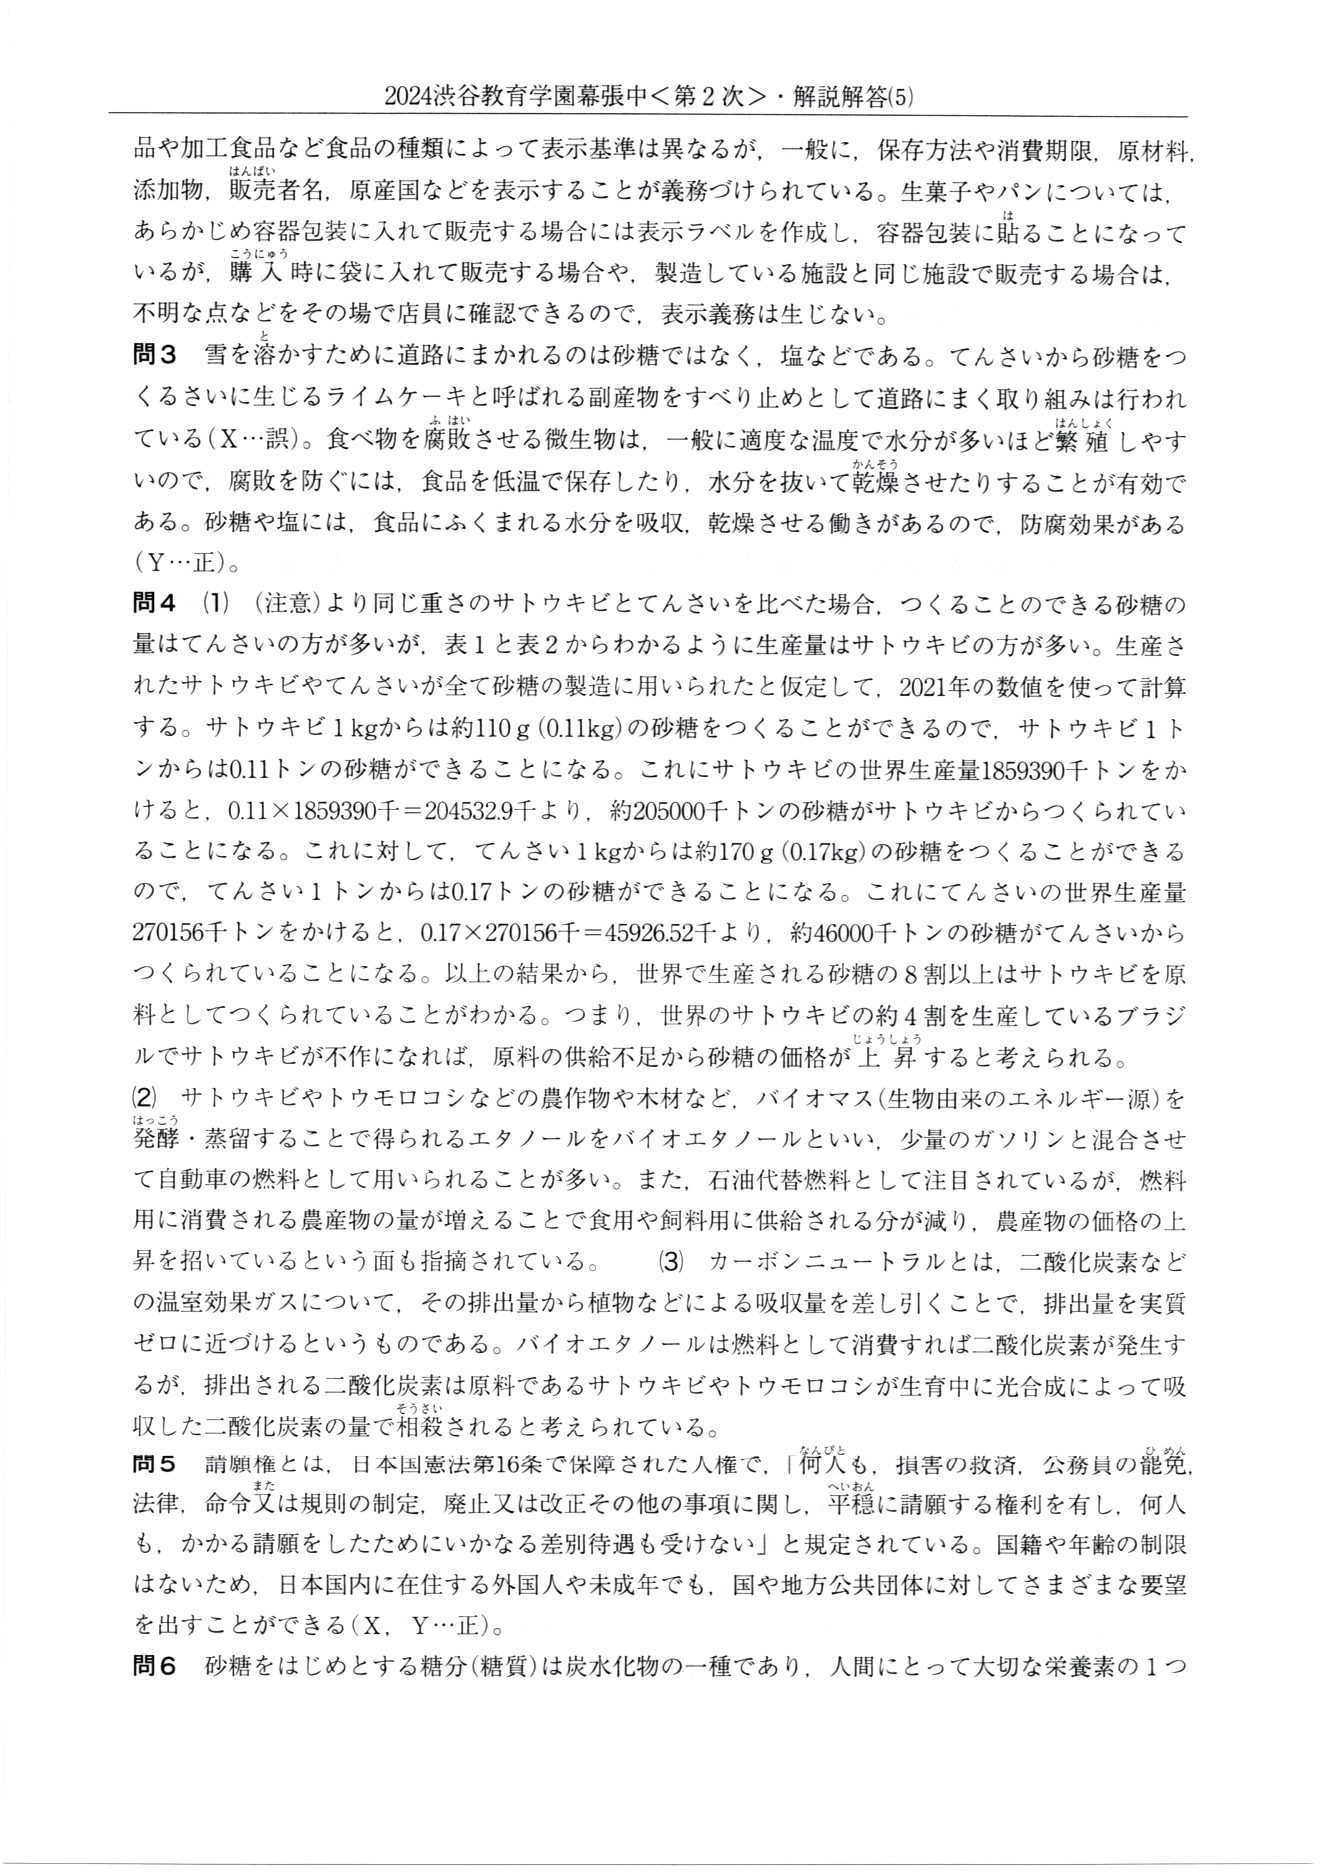 2024渋谷教育学園幕張中＜第２次＞・解説解答(5)
品や加工食品など食品の種類によって表示基準は異なるが，一般に，保存方法や消費期限，原材料，
はんばい
添加物，販売者名，原産国などを表示することが義務づけられている。生菓子やパンについては，
は
あらかじめ容器包装に入れて販売する場合には表示ラベルを作成し，容器包装に貼ることになって
こうにゅう
いるが，購入時に袋に入れて販売する場合や，製造している施設と同じ施設で販売する場合は，
不明な点などをその場で店員に確認できるので，表示義務は生じない。
と
問３　雪を溶かすために道路にまかれるのは砂糖ではなく，塩などである。てんさいから砂糖をつ
くるさいに生じるライムケーキと呼ばれる副産物をすべり止めとして道路にまく取り組みは行われ
ふはい　はんしょく
ている(Ｘ…誤)。食べ物を腐敗させる微生物は，一般に適度な温度で水分が多いほど繁殖しやす
かんそう
いので，腐敗を防ぐには，食品を低温で保存したり，水分を抜いて乾燥させたりすることが有効で
ある。砂糖や塩には，食品にふくまれる水分を吸収，乾燥させる働きがあるので，防腐効果がある
(Ｙ…正)。
問４　(1)　(注意)より同じ重さのサトウキビとてんさいを比べた場合，つくることのできる砂糖の
量はてんさいの方が多いが，表１と表２からわかるように生産量はサトウキビの方が多い。生産さ
れたサトウキビやてんさいが全て砂糖の製造に用いられたと仮定して，2021年の数値を使って計算
する。サトウキビ１kgからは約110ｇ(0.11kg)の砂糖をつくることができるので，サトウキビ１ト
ンからは0.11トンの砂糖ができることになる。これにサトウキビの世界生産量1859390千トンをか
けると，0.11×1859390千＝204532.9千より，約205000千トンの砂糖がサトウキビからつくられてい
ることになる。これに対して，てんさい１kgからは約170ｇ(0.17kg)の砂糖をつくることができる
ので，てんさい１トンからは0.17トンの砂糖ができることになる。これにてんさいの世界生産量
270156千トンをかけると，0.17×270156千＝45926.52千より，約46000千トンの砂糖がてんさいから
つくられていることになる。以上の結果から，世界で生産される砂糖の８割以上はサトウキビを原
料としてつくられていることがわかる。つまり，世界のサトウキビの約４割を生産しているブラジ
じょうしょう
ルでサトウキビが不作になれば，原料の供給不足から砂糖の価格が上昇すると考えられる。
(2)　サトウキビやトウモロコシなどの農作物や木材など，バイオマス(生物由来のエネルギー源)を
はっこう
発酵・蒸留することで得られるエタノールをバイオエタノールといい，少量のガソリンと混合させ
て自動車の燃料として用いられることが多い。また，石油代替燃料として注目されているが，燃料
用に消費される農産物の量が増えることで食用や飼料用に供給される分が減り，農産物の価格の上
昇を招いているという面も指摘されている。　(3)　カーボンニュートラルとは，二酸化炭素など
の温室効果ガスについて，その排出量から植物などによる吸収量を差し引くことで，排出量を実質
ゼロに近づけるというものである。バイオエタノールは燃料として消費すれば二酸化炭素が発生す
るが，排出される二酸化炭素は原料であるサトウキビやトウモロコシが生育中に光合成によって吸
そうさい
収した二酸化炭素の量で相殺されると考えられている。
なんぴと　ひめん
問５　請願権とは，日本国憲法第16条で保障された人権で，「何人も，損害の救済，公務員の罷免，
また　へいおん
法律，命令又は規則の制定，廃止又は改正その他の事項に関し，平穏に請願する権利を有し，何人
も，かかる請願をしたためにいかなる差別待遇も受けない」と規定されている。国籍や年齢の制限
はないため，日本国内に在住する外国人や未成年でも，国や地方公共団体に対してさまざまな要望
を出すことができる(Ｘ，Ｙ…正)。
問６　砂糖をはじめとする糖分(糖質)は炭水化物の一種であり，人間にとって大切な栄養素の１つ